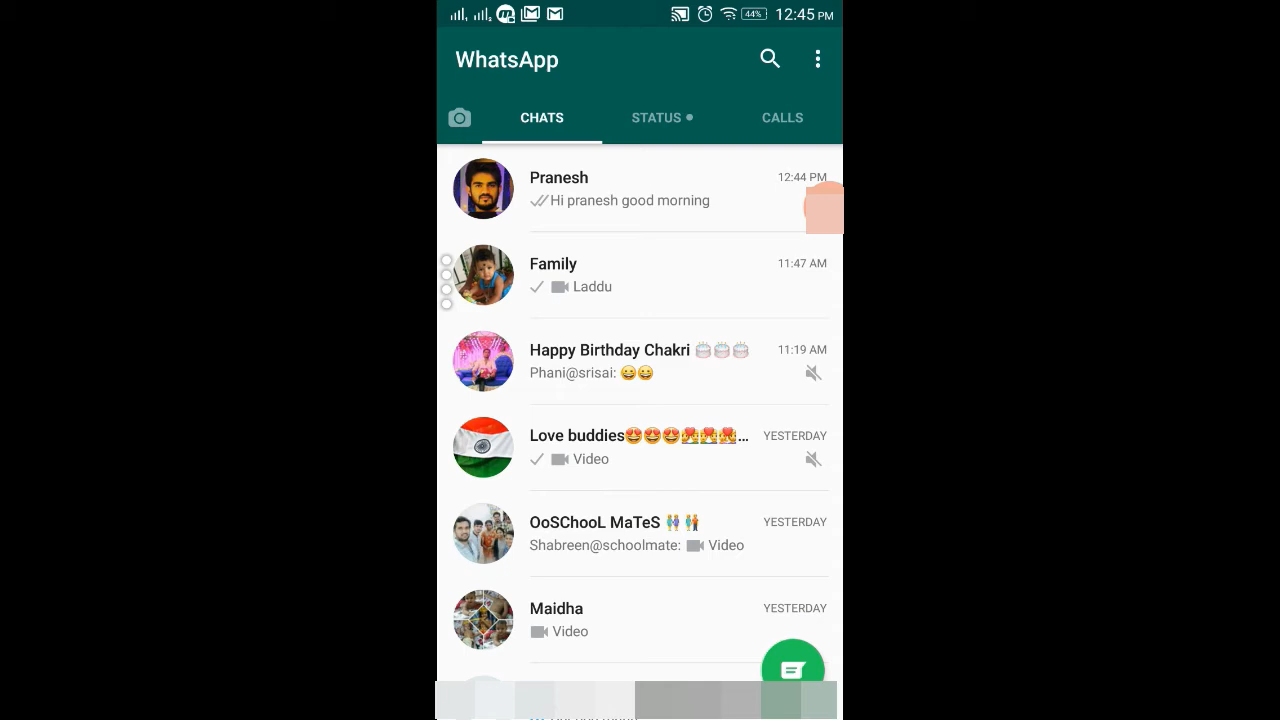 44% 12:45 PM
WhatsApp
CHATS STATUS CALLS
Pranesh 12:44 PM
Hi pranesh good morning
Family 11:47 AM
Laddu
Happy Birthday Chakri 🎂🎂🎂 11:19 AM
Phani@srisai: 😄😄
Love buddies😍😍😍👩‍❤️‍👨👩‍❤️‍👨👩‍❤️‍👨... YESTERDAY
Video
OoSChooL MaTeS 👭👬 YESTERDAY
Shabreen@schoolmate: Video
Maidha YESTERDAY
Video